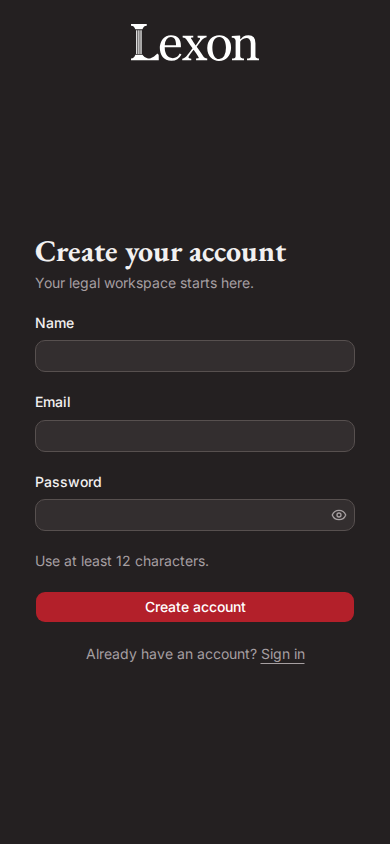 Lexon
Create your account
Your legal workspace starts here.
Name
Email
Password
Use at least 12 characters.
Create account
Already have an account? Sign in